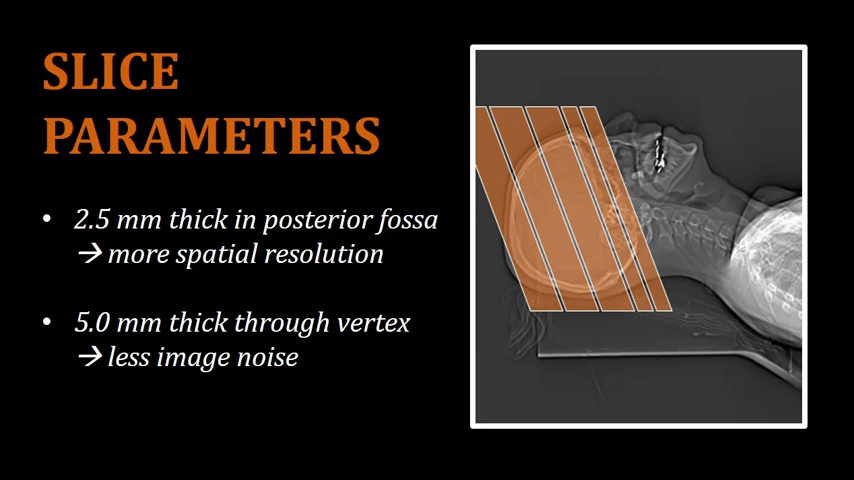 SLICE
PARAMETERS
• 2.5 mm thick in posterior fossa
→ more spatial resolution
• 5.0 mm thick through vertex
→ less image noise